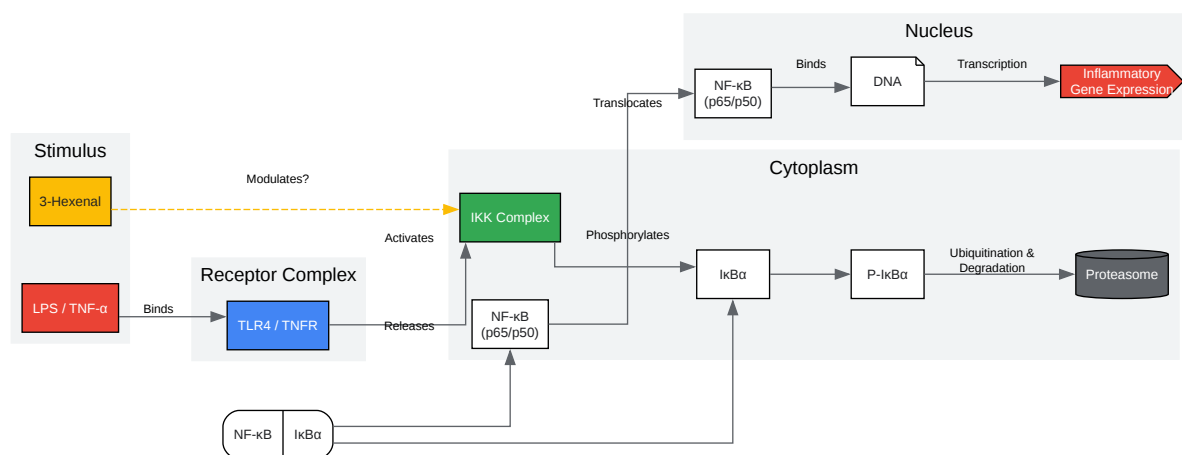 Nucleus
NF-κB
(p65/p50)
Binds
DNA
Transcription
Inflammatory
Gene Expression
Translocates
Stimulus
3-Hexenal
LPS / TNF-α
Modulates?
Binds
Receptor Complex
TLR4 / TNFR
Activates
Releases
Cytoplasm
IKK Complex
Phosphorylates
NF-κB
(p65/p50)
IκBα
P-IκBα
Ubiquitination &
Degradation
Proteasome
NF-κB
IκBα